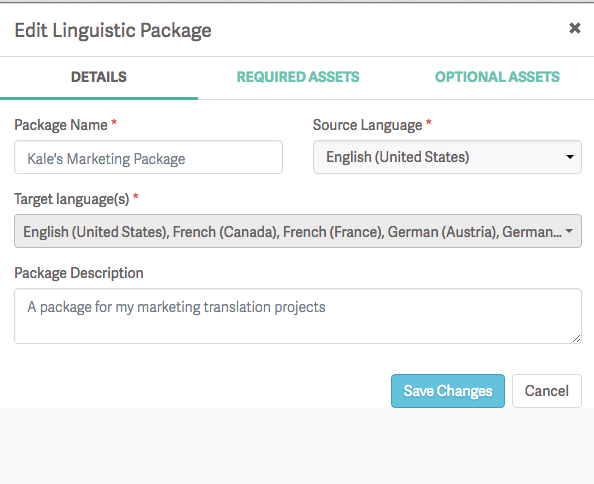 Edit Linguistic Package ✖
DETAILS REQUIRED ASSETS OPTIONAL ASSETS
Package Name * Source Language *
Kale's Marketing Package English (United States)
Target language(s) *
English (United States), French (Canada), French (France), German (Austria), German...
Package Description
A package for my marketing translation projects
Save Changes Cancel